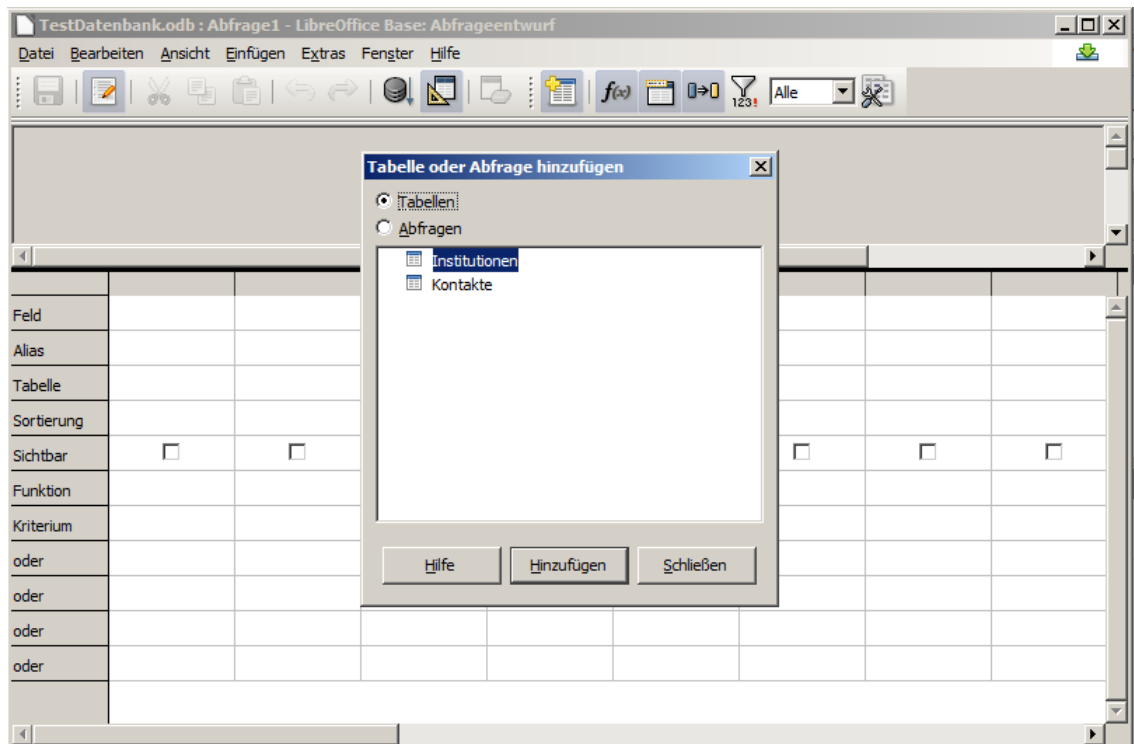 TestDatenbank.odb : Abfrage1 - LibreOffice Base: Abfrageentwurf
Datei Bearbeiten Ansicht Einfügen Extras Fenster Hilfe
f(x) 123! Alle
Tabelle oder Abfrage hinzufügen
Tabellen
Abfragen
Institutionen
Kontakte
Feld
Alias
Tabelle
Sortierung
Sichtbar
Funktion
Kriterium
oder
oder
oder
oder
Hilfe Hinzufügen Schließen